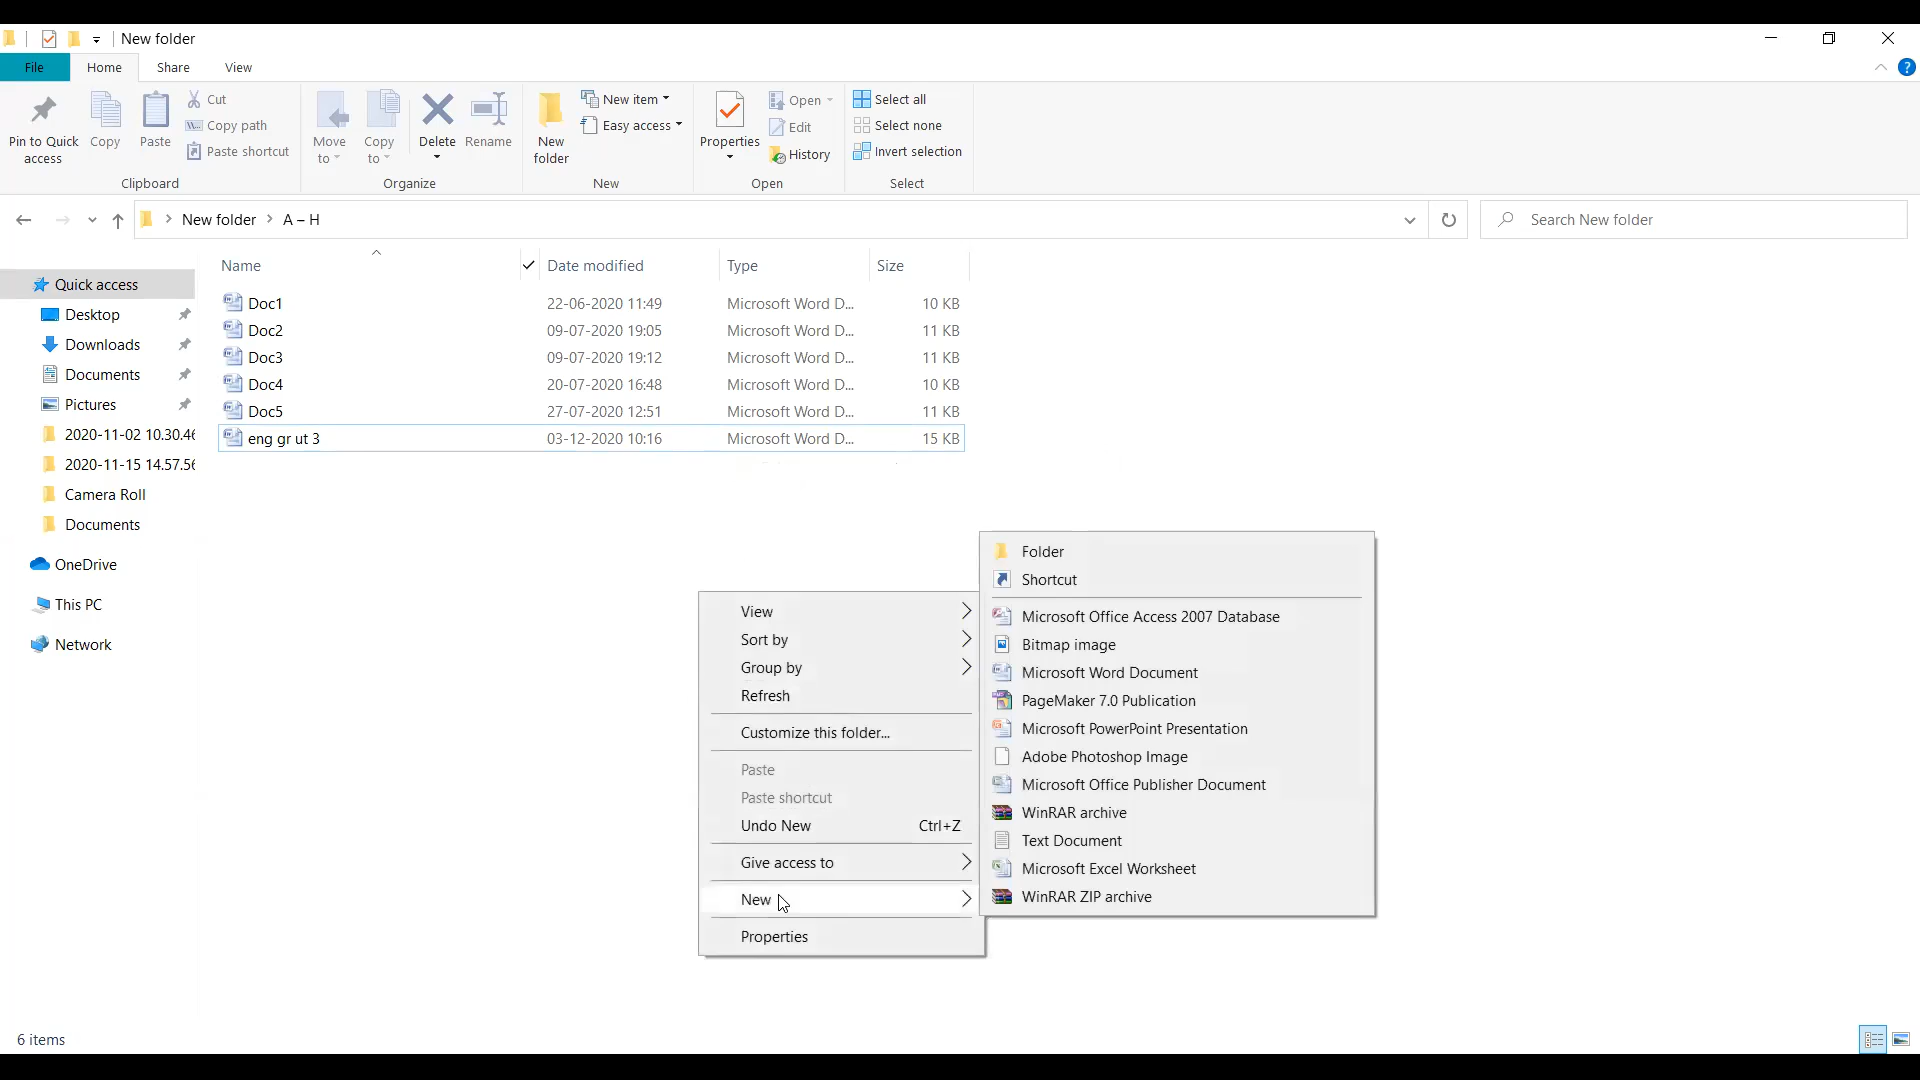 New folder
File Home Share View
Pin to Quick access
Copy
Paste
Cut
Copy path
Paste shortcut
Clipboard
Move to
Copy to
Delete
Rename
Organize
New folder
New item
Easy access
New
Properties
Open
Edit
History
Open
Select all
Select none
Invert selection
Select
New folder > A – H
Search New folder
Name Date modified Type Size
Doc1 22-06-2020 11:49 Microsoft Word D... 10 KB
Doc2 09-07-2020 19:05 Microsoft Word D... 11 KB
Doc3 09-07-2020 19:12 Microsoft Word D... 11 KB
Doc4 20-07-2020 16:48 Microsoft Word D... 10 KB
Doc5 27-07-2020 12:51 Microsoft Word D... 11 KB
eng gr ut 3 03-12-2020 10:16 Microsoft Word D... 15 KB
Quick access
Desktop
Downloads
Documents
Pictures
2020-11-02 10.30.46
2020-11-15 14.57.56
Camera Roll
Documents
OneDrive
This PC
Network
View
Sort by
Group by
Refresh
Customize this folder...
Paste
Paste shortcut
Undo New Ctrl+Z
Give access to
New
Properties
Folder
Shortcut
Microsoft Office Access 2007 Database
Bitmap image
Microsoft Word Document
PageMaker 7.0 Publication
Microsoft PowerPoint Presentation
Adobe Photoshop Image
Microsoft Office Publisher Document
WinRAR archive
Text Document
Microsoft Excel Worksheet
WinRAR ZIP archive
6 items